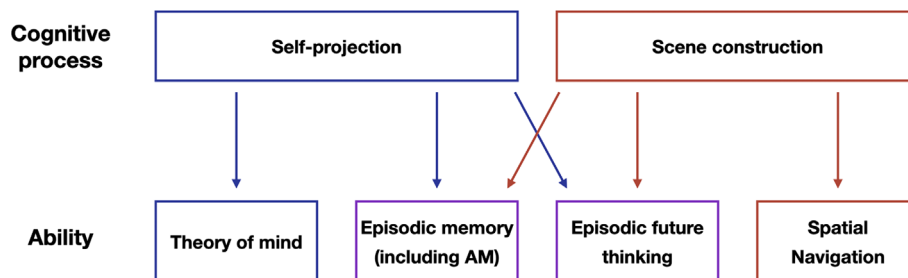 Cognitive
process
Self-projection
Scene construction
Ability
Theory of mind
Episodic memory
(including AM)
Episodic future
thinking
Spatial
Navigation